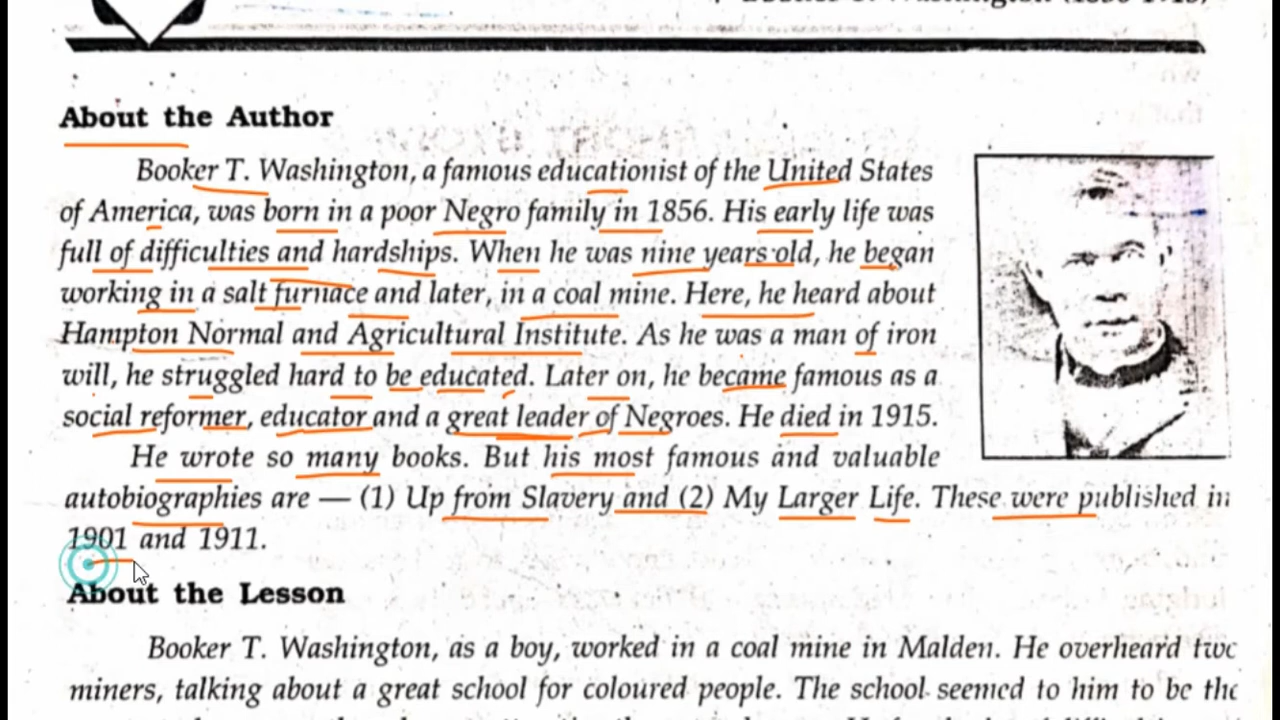 About the Author
Booker T. Washington, a famous educationist of the United States
of America, was born in a poor Negro family in 1856. His early life was
full of difficulties and hardships. When he was nine years old, he began
working in a salt furnace and later, in a coal mine. Here, he heard about
Hampton Normal and Agricultural Institute. As he was a man of iron
will, he struggled hard to be educated. Later on, he became famous as a
social reformer, educator and a great leader of Negroes. He died in 1915.
He wrote so many books. But his most famous and valuable
autobiographies are — (1) Up from Slavery and (2) My Larger Life. These were published in
1901 and 1911.
About the Lesson
Booker T. Washington, as a boy, worked in a coal mine in Malden. He overheard two
miners, talking about a great school for coloured people. The school seemed to him to be the